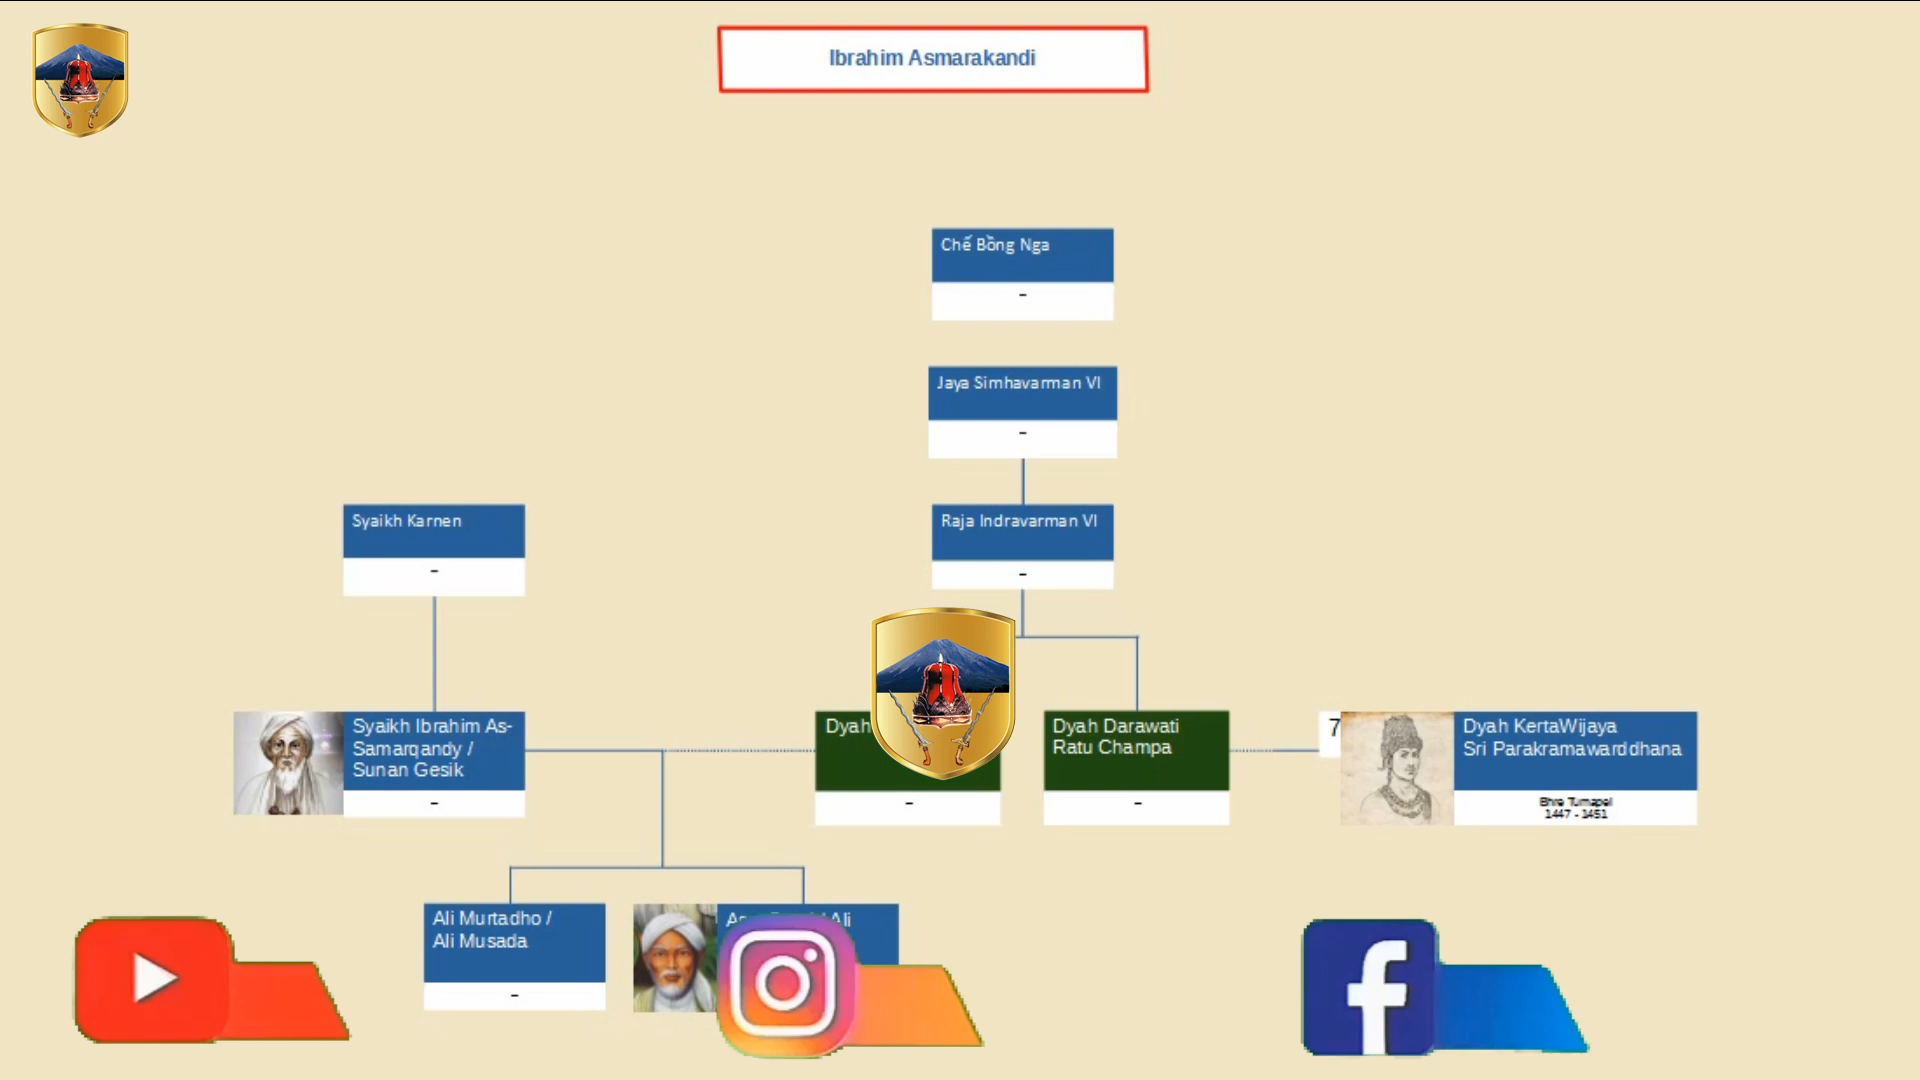 Ibrahim Asmarakandi
Chế Bồng Nga
-
Jaya Simhavarman VI
-
Syaikh Karnen
-
Raja Indravarman VI
-
Syaikh Ibrahim As-
Samarqandy /
Sunan Gesik
-
Dyah
-
Dyah Darawati
Ratu Champa
-
7
Dyah KertaWijaya
Sri Parakramawarddhana
Bhre Tumapel
1447 - 1451
Ali Murtadho /
Ali Musada
-
Ali